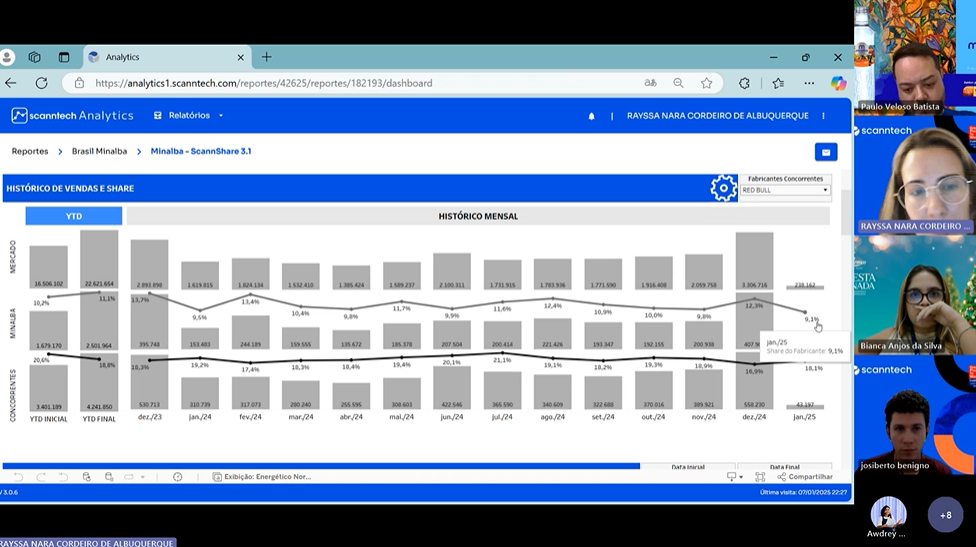 Analytics
https://analytics1.scanntech.com/reportes/42625/reportes/182193/dashboard
scanntech Analytics
Relatórios
RAYSSA NARA CORDEIRO DE ALBUQUERQUE
Reportes > Brasil Minalba > Minalba - ScannShare 3.1
HISTÓRICO DE VENDAS E SHARE
Fabricantes Concorrentes
RED BULL
YTD
HISTÓRICO MENSAL
MERCADO
16.506.102 22.621.654 2.893.898 1.619.815 1.824.134 1.532.410 1.386.424 1.589.237 2.100.311 1.731.915 1.783.936 1.771.590 1.916.408 2.059.758 3.306.716 238.162
10,2% 11,1% 13,7% 9,5% 13,4% 10,4% 9,8% 11,7% 9,9% 11,6% 12,4% 10,9% 10,0% 9,8% 12,3% 9,1%
MINALBA
1.679.170 2.501.964 395.748 153.483 244.189 159.555 135.672 185.378 207.504 200.414 221.426 193.347 192.155 200.938
jan./25
Share do Fabricante: 9,1%
20,6% 18,8% 18,3% 19,2% 17,4% 18,3% 18,4% 19,4% 20,1% 21,1% 19,1% 18,2% 19,3% 18,9% 16,9% 18,1%
CONCORRENTES
3.401.189 4.241.850 530.713 310.739 317.073 280.240 255.595 308.603 422.546 365.590 340.609 322.688 370.016 389.921 558.230 43.197
YTD INICIAL YTD FINAL dez./23 jan./24 fev./24 mar./24 abr./24 mai./24 jun./24 jul./24 ago./24 set./24 out./24 nov./24 dez./24 jan./25
Data Inicial Data Final
Exibição: Energético Nor...
Compartilhar
V 3.0.6
Última visita: 07/01/2025 22:27
RAYSSA NARA CORDEIRO DE ALBUQUERQUE
Paulo Veloso Batista
scanntech
RAYSSA NARA CORDEIRO ...
Bianca Anjos da Silva
scanntech
josiberto benigno
Awdrey ...
+8